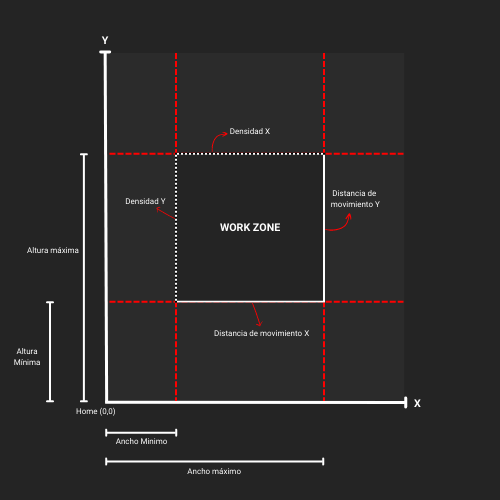 Y
Densidad X
Densidad Y
Distancia de
movimiento Y
WORK ZONE
Altura máxima
Distancia de movimiento X
Altura
Mínima
X
Home (0,0)
Ancho Minimo
Ancho máximo